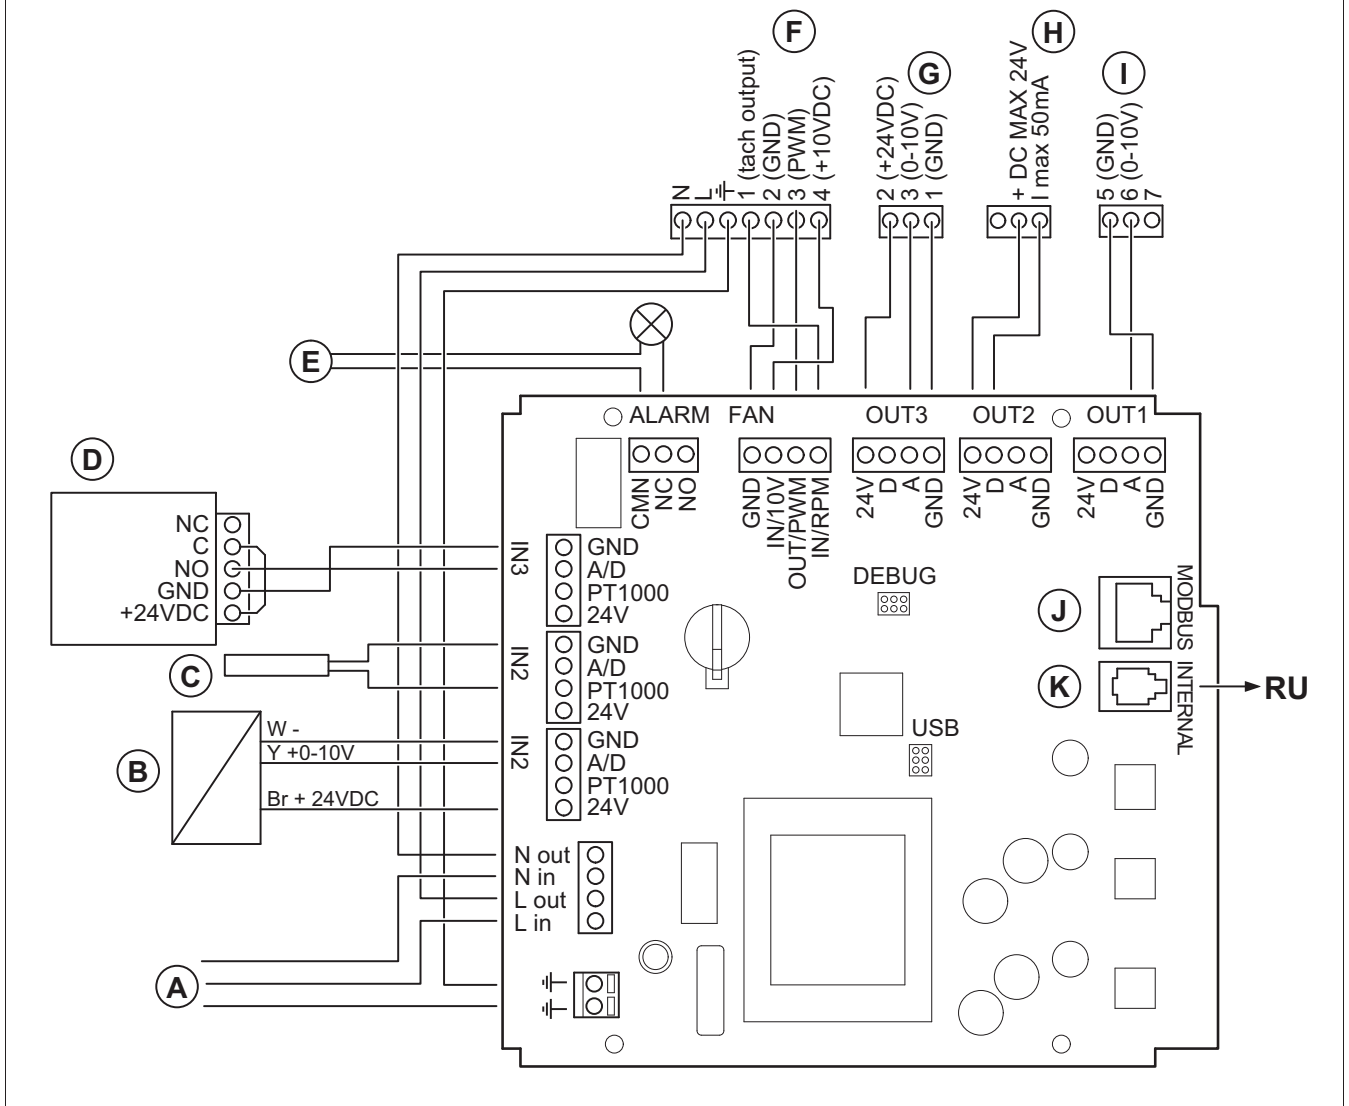 F
H
G
I
N
L
1 (tach output)
2 (GND)
3 (PWM)
4 (+10VDC)
2 (+24VDC)
3 (0-10V)
1 (GND)
+ DC MAX 24V
I max 50mA
5 (GND)
6 (0-10V)
7
E
ALARM
FAN
OUT3
OUT2
OUT1
CMN
NC
NO
GND
IN/10V
OUT/PWM
IN/RPM
24V
D
A
GND
24V
D
A
GND
24V
D
A
GND
D
NC
C
NO
GND
+24VDC
IN3
GND
A/D
PT1000
24V
DEBUG
J
MODBUS
C
IN2
GND
A/D
PT1000
24V
K
INTERNAL
RU
B
W -
Y +0-10V
Br + 24VDC
IN2
GND
A/D
PT1000
24V
USB
N out
N in
L out
L in
A